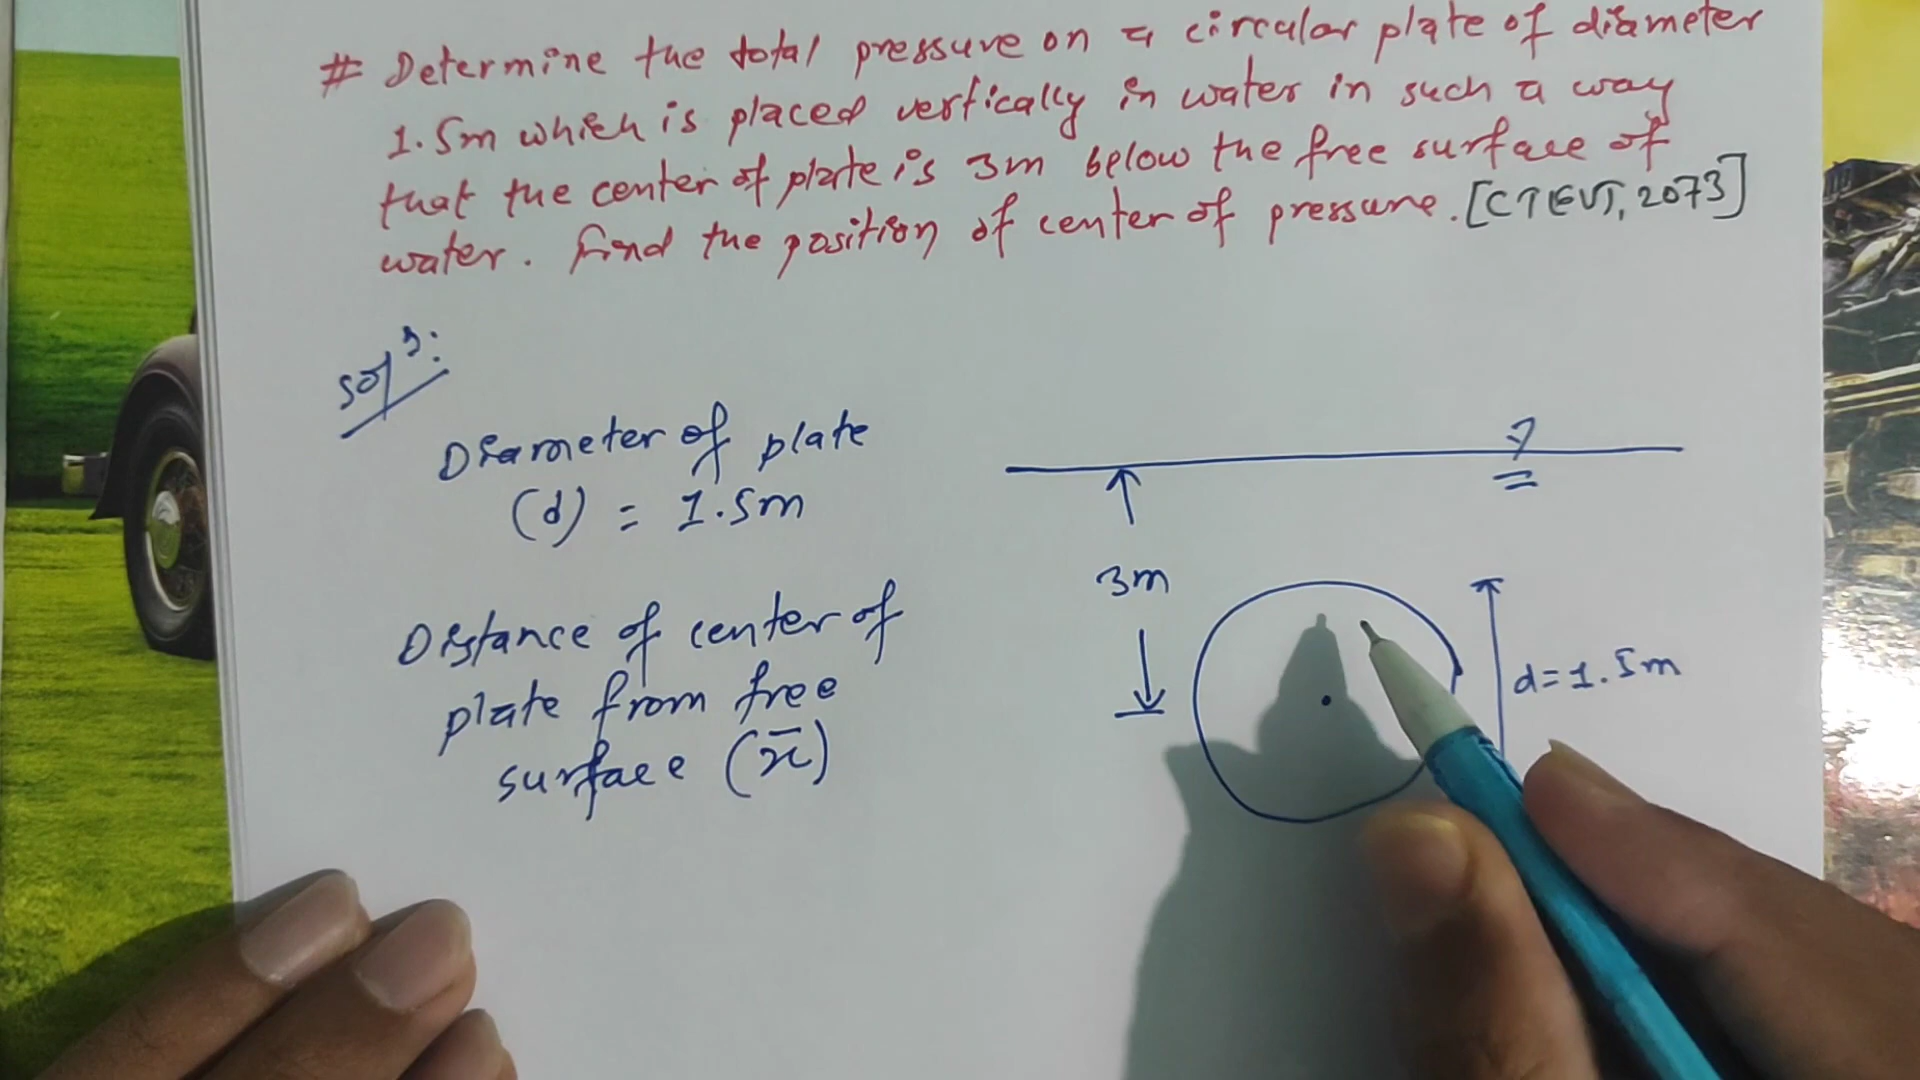 # Determine the total pressure on a circular plate of diameter
1.5m which is placed vertically in water in such a way
that the center of plate is 3m below the free surface of
water. Find the position of center of pressure. [CTEVT, 2073]
Solⁿ:
Diameter of plate
(d) = 1.5m
3m
Distance of center of
plate from free
surface (x̄)
d=1.5m